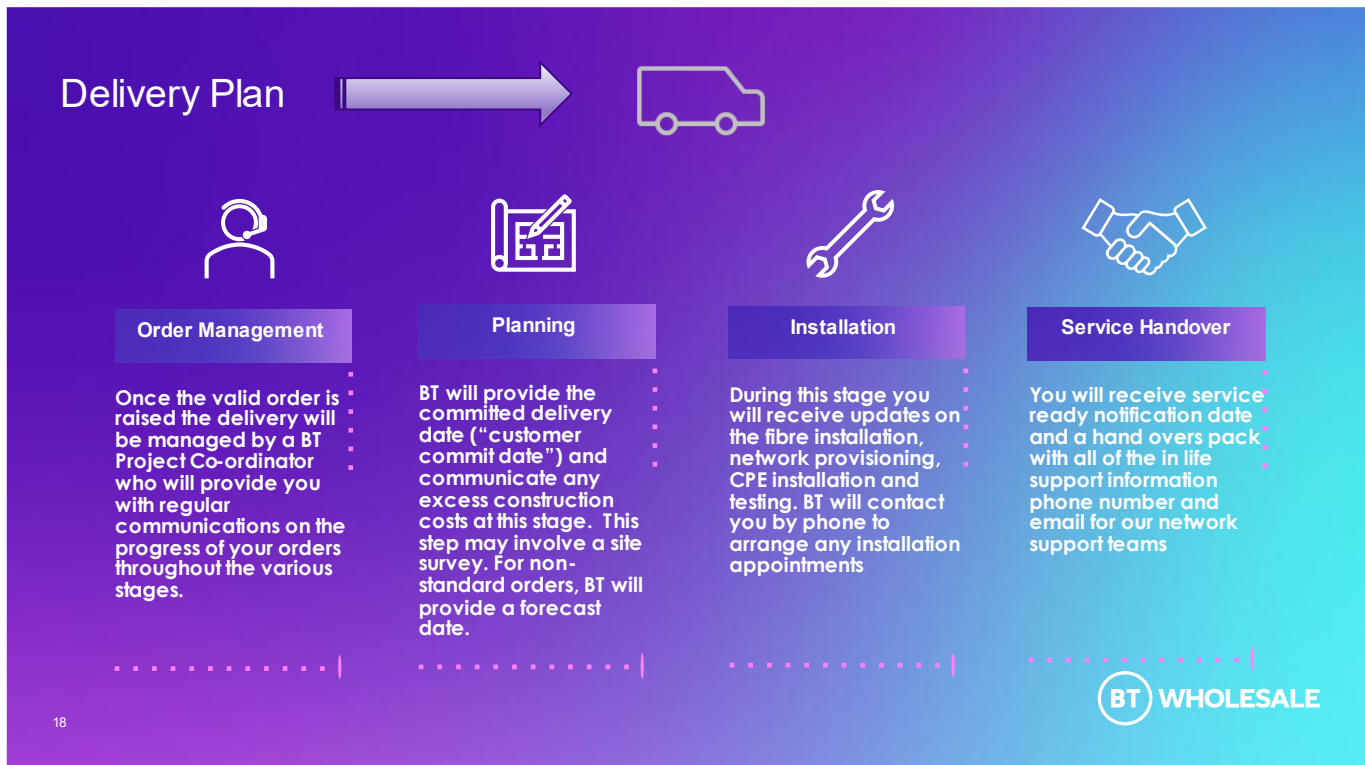 Delivery Plan
Order Management
Once the valid order is
raised the delivery will
be managed by a BT
Project Co-ordinator
who will provide you
with regular
communications on the
progress of your orders
throughout the various
stages.
Planning
BT will provide the
committed delivery
date (“customer
commit date”) and
communicate any
excess construction
costs at this stage.  This
step may involve a site
survey. For non-
standard orders, BT will
provide a forecast
date.
Installation
During this stage you
will receive updates on
the fibre installation,
network provisioning,
CPE installation and
testing. BT will contact
you by phone to
arrange any installation
appointments
Service Handover
You will receive service
ready notification date
and a hand overs pack
with all of the in life
support information
phone number and
email for our network
support teams
18
BT WHOLESALE